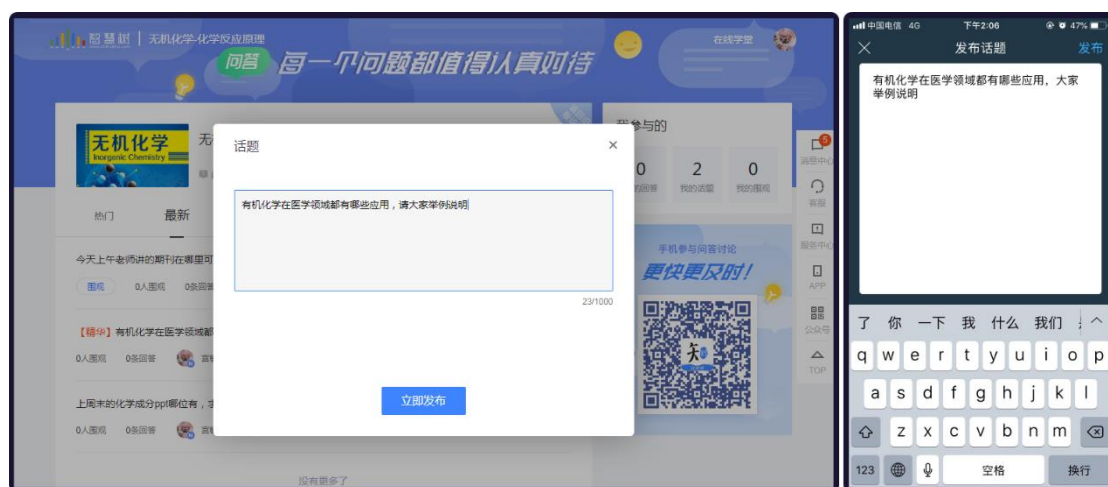 智慧树 无机化学-化学反应原理
问答 每一个问题都值得认真对待
在线学堂
无机化学
Inorganic Chemistry
我参与的
0 2 0
我的话题 我的围观
热门 最新
今天上午老师讲的期刊在哪里可
围观 0人围观 0条回答
【精华】有机化学在医学领域都
0人围观 0条回答
上周末的化学成分ppt哪位有,
0人围观 0条回答
没有更多了
话题 ×
有机化学在医学领域都有哪些应用,请大家举例说明
23/1000
立即发布
手机参与问答讨论
更快更及时!
知
5
消息中心
客服
服务中心
APP
公众号
TOP
中国电信 4G 下午2:06 47%
发布话题 发布
有机化学在医学领域都有哪些应用,大家
举例说明
了 你 一下 我 什么 我们
q w e r t y u i o p
a s d f g h j k l
z x c v b n m
123 空格 换行